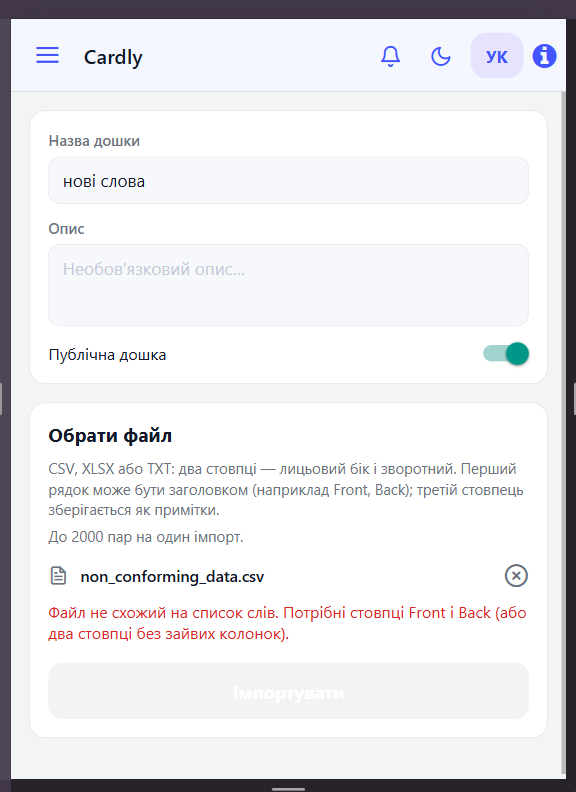 Cardly
УК
Назва дошки
нові слова
Опис
Необов'язковий опис...
Публічна дошка
Обрати файл
CSV, XLSX або TXT: два стовпці — лицьовий бік і зворотний. Перший
рядок може бути заголовком (наприклад Front, Back); третій стовпець
зберігається як примітки.
До 2000 пар на один імпорт.
non_conforming_data.csv
Файл не схожий на список слів. Потрібні стовпці Front і Back (або
два стовпці без зайвих колонок).
Імпортувати